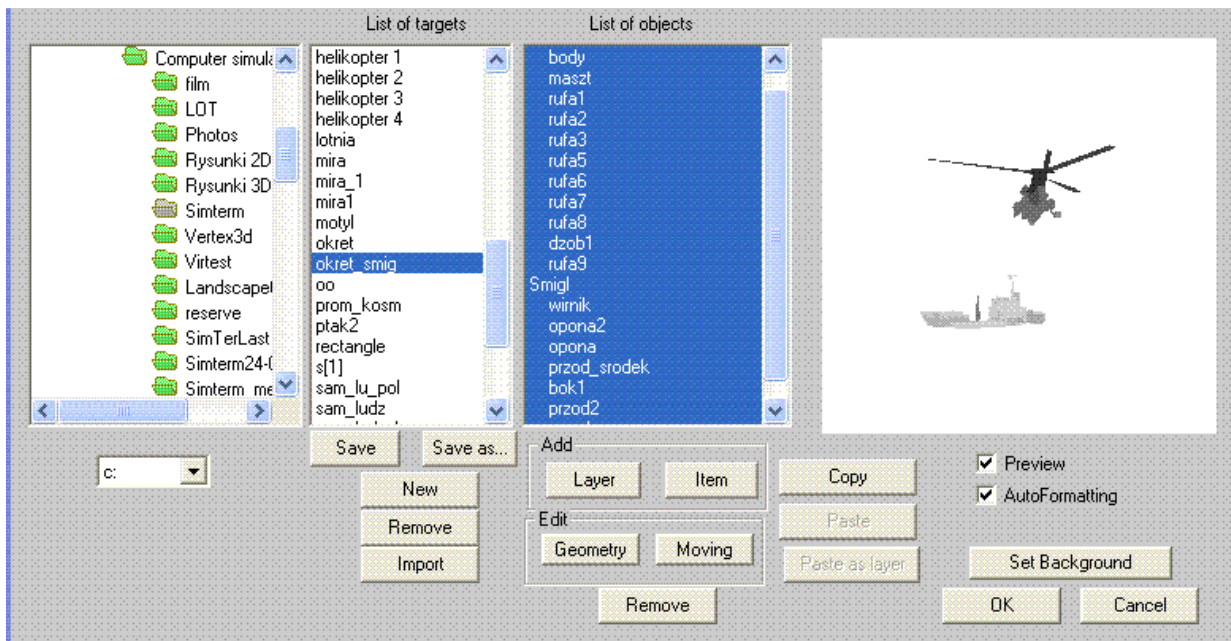 List of targets
List of objects
Computer simul
film
LOT
Photos
Rysunki 2D
Rysunki 3D
Simterm
Vertex3d
Virtest
Landscape
reserve
SimTerLast
Simterm24-
Simterm_me
c:
helikopter 1
helikopter 2
helikopter 3
helikopter 4
lotnia
mira
mira_1
mira1
motyl
okret
okret_smig
oo
prom_kosm
ptak2
rectangle
s[1]
sam_lu_pol
sam_ludz
body
maszt
rufa1
rufa2
rufa3
rufa5
rufa6
rufa7
rufa8
dzob1
rufa9
Smigl
wirnik
opona2
opona
przod_srodek
bok1
przod2
Save
Save as...
New
Remove
Import
Add
Layer
Item
Edit
Geometry
Moving
Remove
Copy
Paste
Paste as layer
Preview
AutoFormatting
Set Background
OK
Cancel